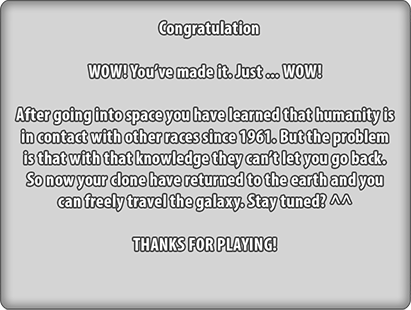 Congratulation
WOW! You've made it. Just ... WOW!
After going into space you have learned that humanity is
in contact with other races since 1961. But the problem
is that with that knowledge they can't let you go back.
So now your clone have returned to the earth and you
can freely travel the galaxy. Stay tuned? ^^
THANKS FOR PLAYING!